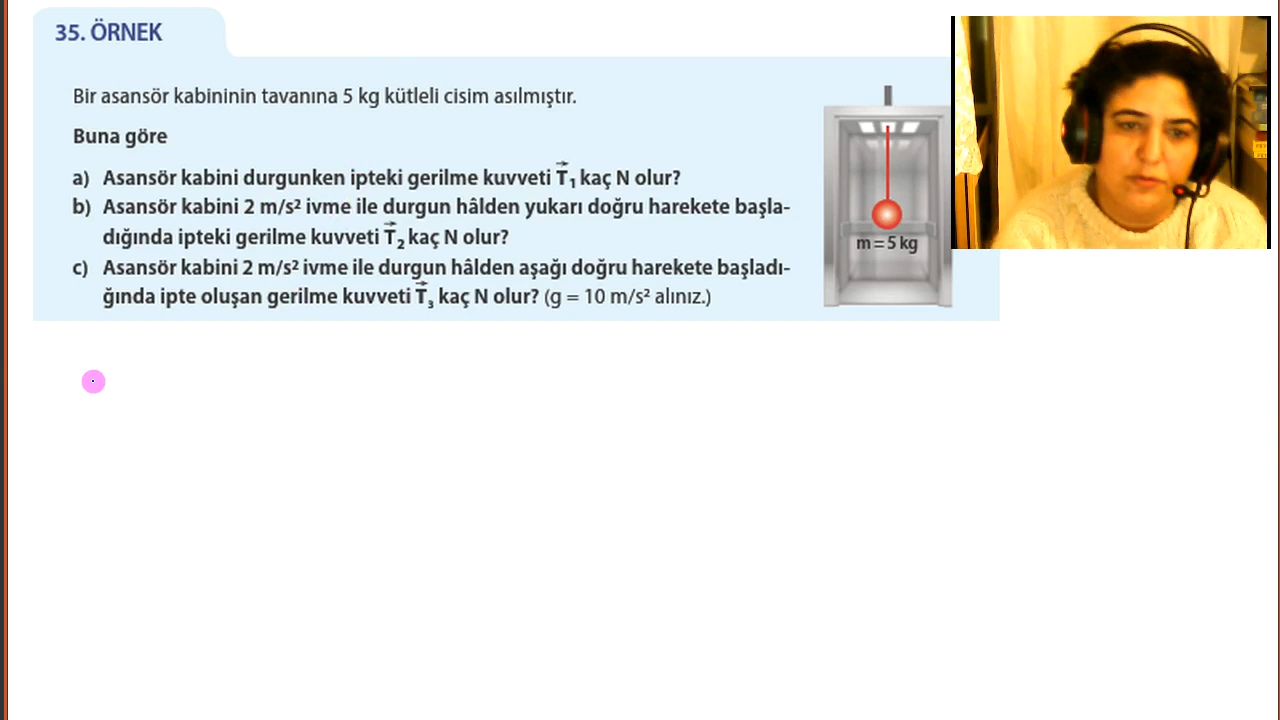 35. ÖRNEK
Bir asansör kabininin tavanına 5 kg kütleli cisim asılmıştır.
Buna göre
a) Asansör kabini durgunken ipteki gerilme kuvveti T⃗₁ kaç N olur?
b) Asansör kabini 2 m/s² ivme ile durgun hâlden yukarı doğru harekete başla-
dığında ipteki gerilme kuvveti T⃗₂ kaç N olur?
c) Asansör kabini 2 m/s² ivme ile durgun hâlden aşağı doğru harekete başladı-
ğında ipte oluşan gerilme kuvveti T⃗₃ kaç N olur? (g = 10 m/s² alınız.)
m = 5 kg